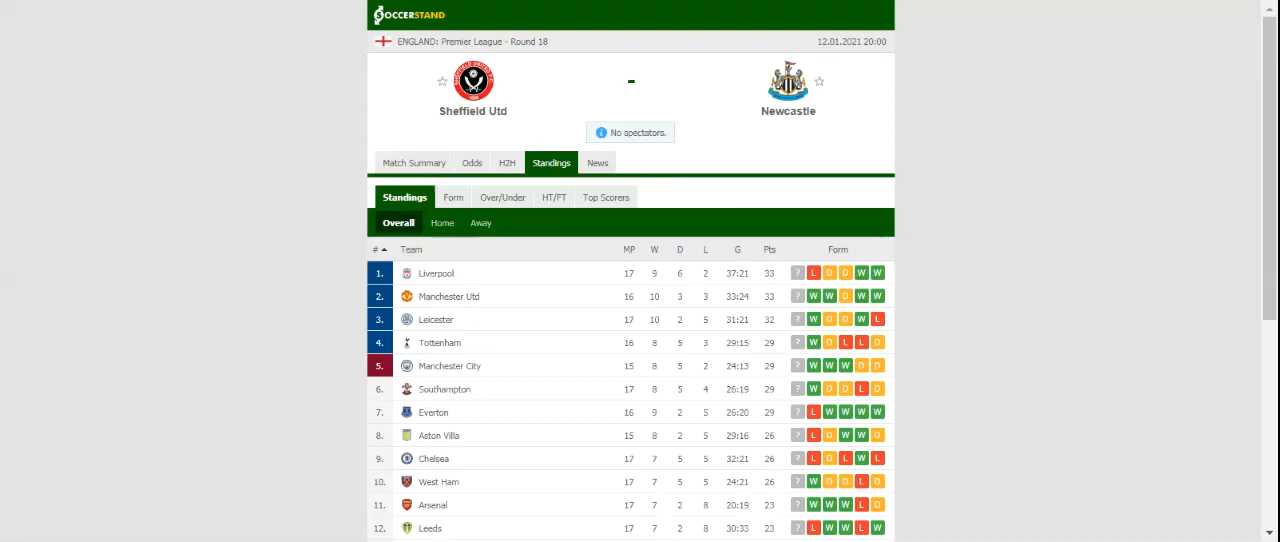 SOCCERSTAND
ENGLAND: Premier League - Round 18 12.01.2021 20:00
-
Sheffield Utd Newcastle
No spectators.
Match Summary Odds H2H Standings News
Standings Form Over/Under HT/FT Top Scorers
Overall Home Away
# Team MP W D L G Pts Form
1. Liverpool 17 9 6 2 37:21 33 ? L D D W W
2. Manchester Utd 16 10 3 3 33:24 33 ? W W D W W
3. Leicester 17 10 2 5 31:21 32 ? W D D W L
4. Tottenham 16 8 5 3 29:15 29 ? W D L L D
5. Manchester City 15 8 5 2 24:13 29 ? W W W D D
6. Southampton 17 8 5 4 26:19 29 ? W D D L D
7. Everton 16 9 2 5 26:20 29 ? L W W W W
8. Aston Villa 15 8 2 5 29:16 26 ? L D W W D
9. Chelsea 17 7 5 5 32:21 26 ? L D L W L
10. West Ham 17 7 5 5 24:21 26 ? W D D L D
11. Arsenal 17 7 2 8 20:19 23 ? W W W L D
12. Leeds 17 7 2 8 30:33 23 ? L W W L W